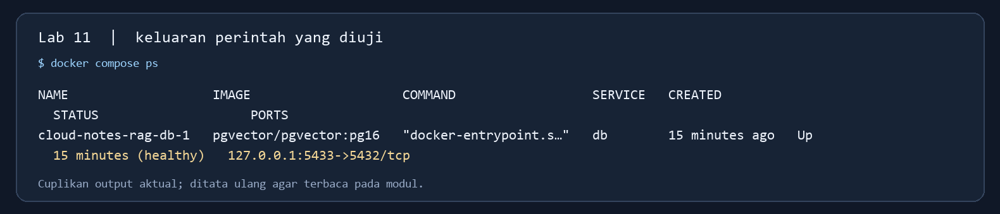 Lab 11 | keluaran perintah yang diuji
$ docker compose ps
NAME IMAGE COMMAND SERVICE CREATED
STATUS PORTS
cloud-notes-rag-db-1 pgvector/pgvector:pg16 "docker-entrypoint.s…" db 15 minutes ago Up
15 minutes (healthy) 127.0.0.1:5433->5432/tcp
Cuplikan output aktual; ditata ulang agar terbaca pada modul.